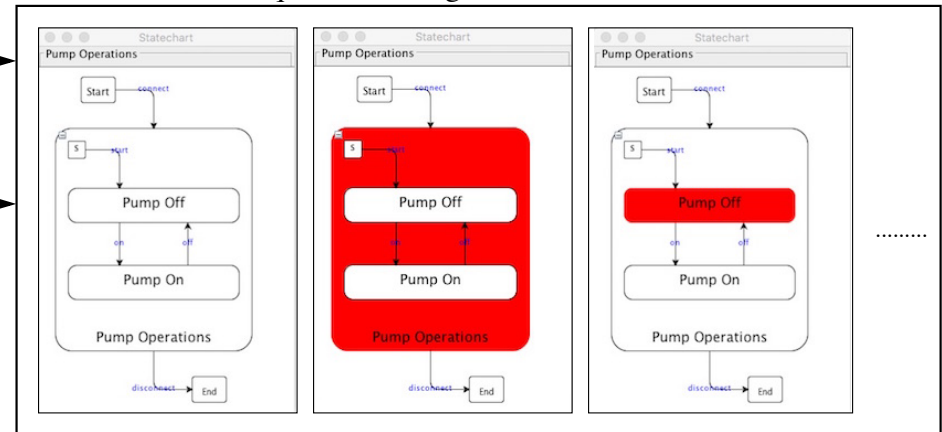 Statechart
Pump Operations
Start
connect
S
start
Pump Off
on
off
Pump On
Pump Operations
disconnect
End
Statechart
Pump Operations
Start
connect
S
start
Pump Off
on
off
Pump On
Pump Operations
disconnect
End
Statechart
Pump Operations
Start
connect
S
start
Pump Off
on
off
Pump On
Pump Operations
disconnect
End
.........